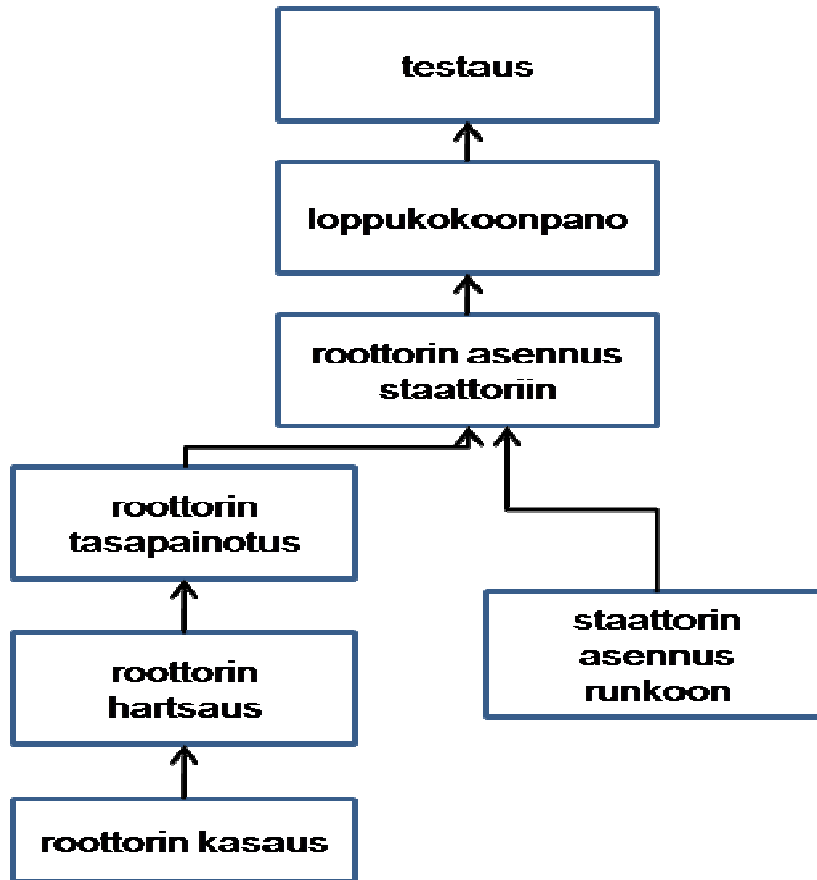 testaus
loppukokoonpano
roottorin asennus
staattoriin
roottorin
tasapainotus
staattorin
asennus
runkoon
roottorin
hartsaus
roottorin kasaus